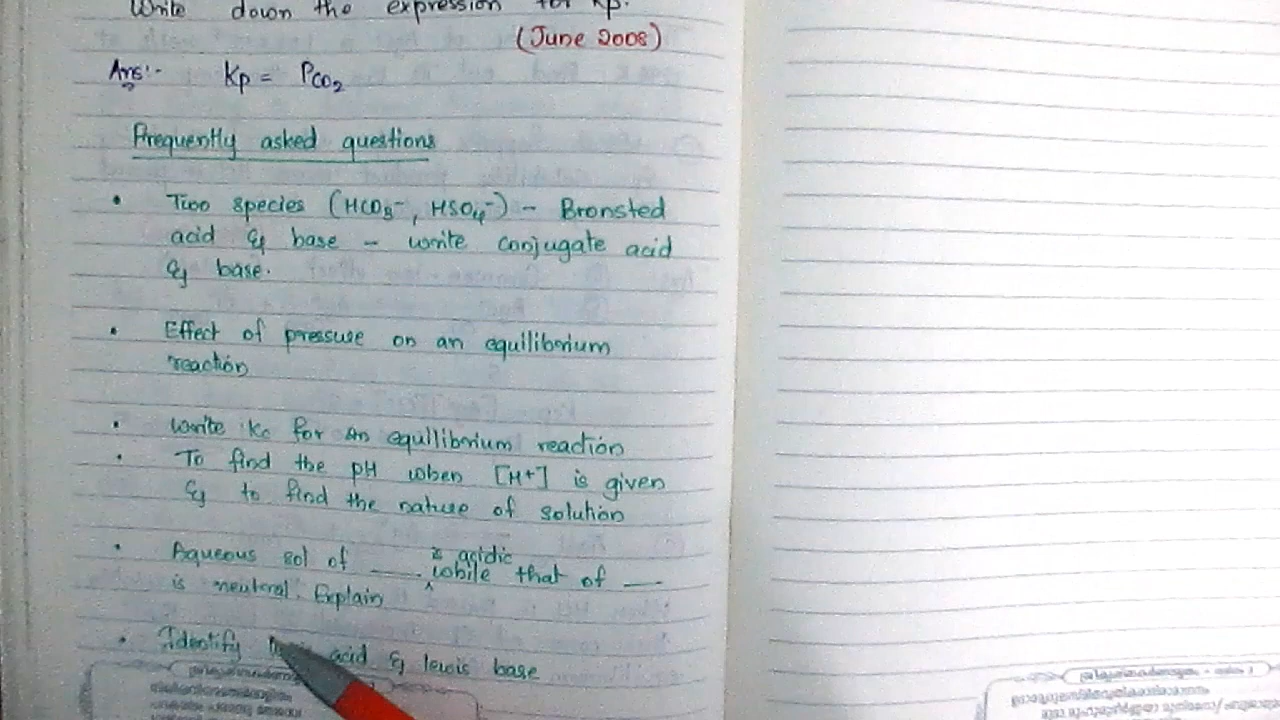 Write down the expression for Kp.
(June 2008)
Ans:- Kp = PCO₂
Frequently asked questions
• Two species (HCO₃⁻, HSO₄⁻) - Bronsted
acid & base - write conjugate acid
& base.
• Effect of pressure on an equilibrium
reaction
• Write Kc for an equilibrium reaction
• To find the pH when [H⁺] is given
& to find the nature of solution
• Aqueous sol of ___ is acidic while that of ___
is neutral. Explain
• Identify acid & lewis base